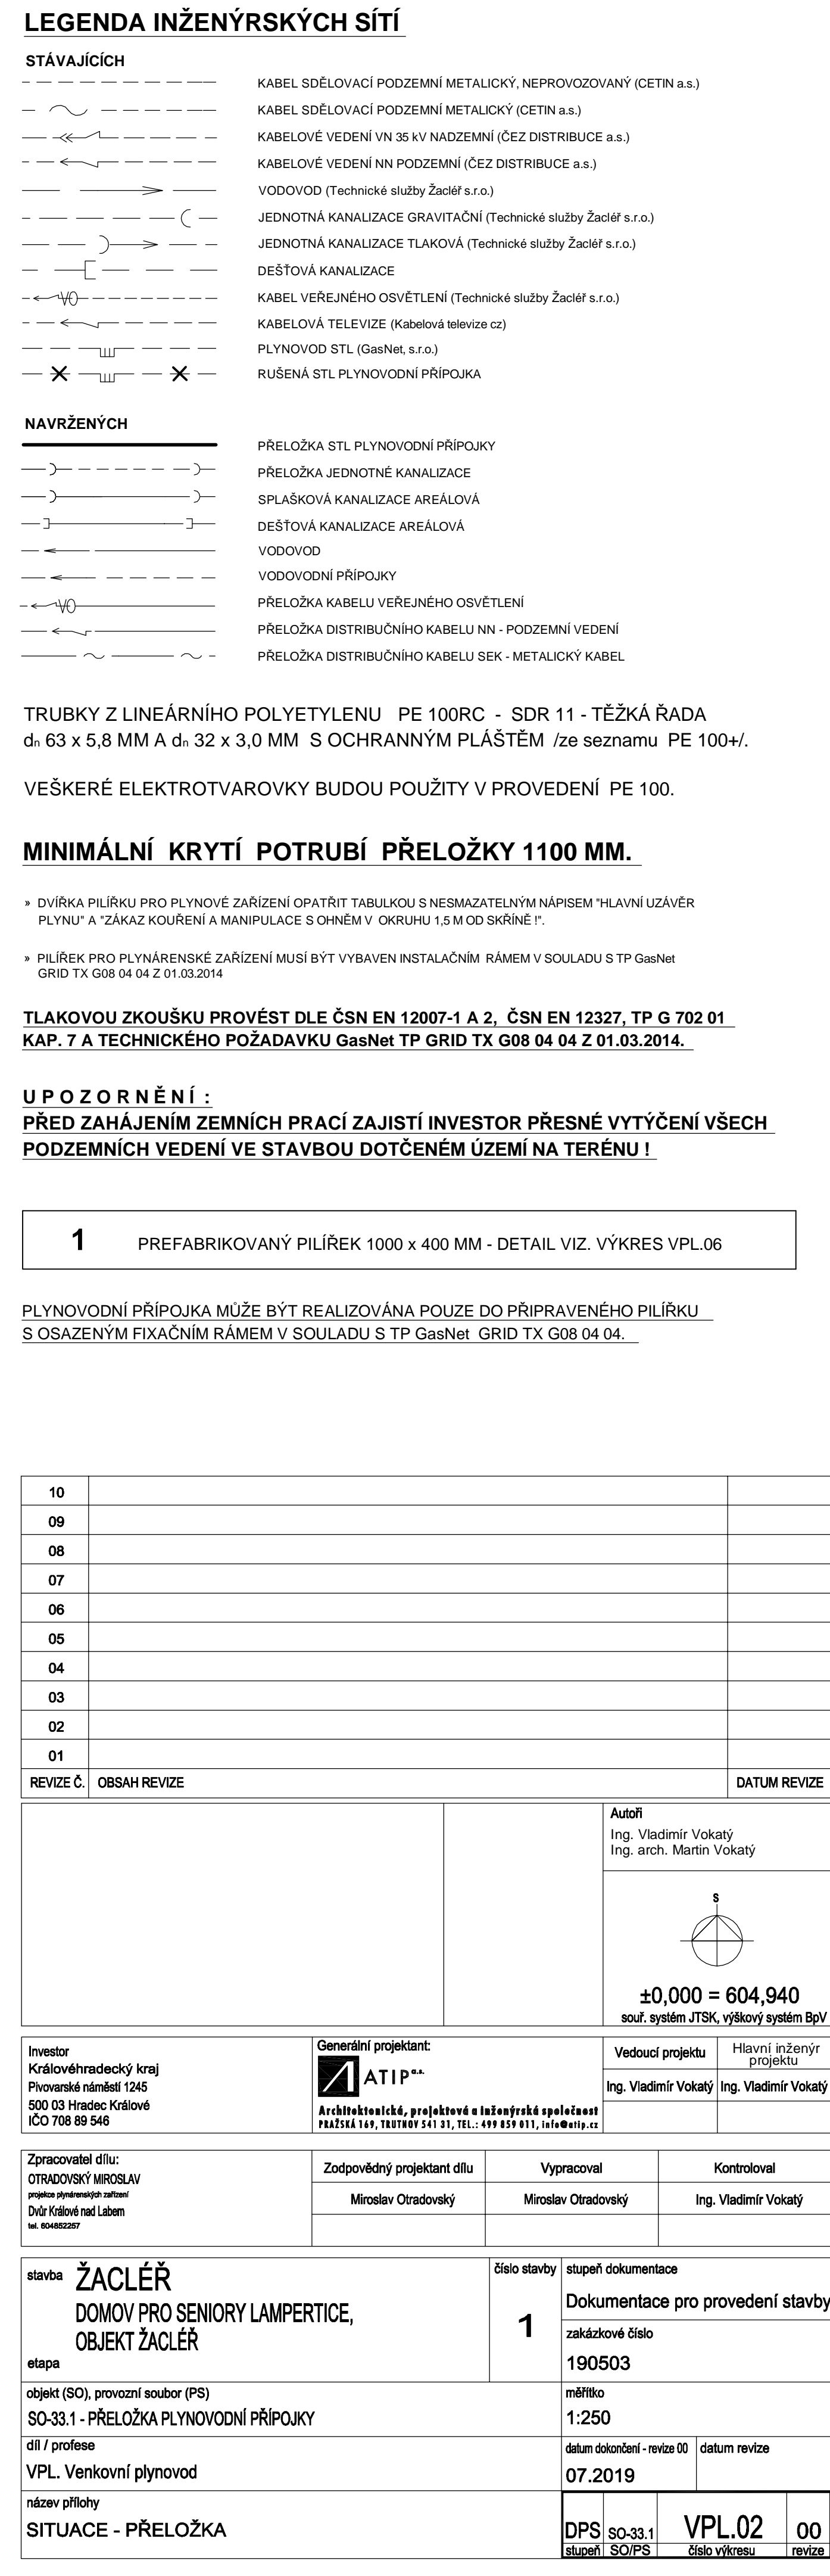 LEGENDA INŽENÝRSKÝCH SÍTÍ
STÁVAJÍCÍCH
KABEL SDĚLOVACÍ PODZEMNÍ METALICKÝ, NEPROVOZOVANÝ (CETIN a.s.)
KABEL SDĚLOVACÍ PODZEMNÍ METALICKÝ (CETIN a.s.)
KABELOVÉ VEDENÍ VN 35 kV NADZEMNÍ (ČEZ DISTRIBUCE a.s.)
KABELOVÉ VEDENÍ NN PODZEMNÍ (ČEZ DISTRIBUCE a.s.)
VODOVOD (Technické služby Žacléř s.r.o.)
JEDNOTNÁ KANALIZACE GRAVITAČNÍ (Technické služby Žacléř s.r.o.)
JEDNOTNÁ KANALIZACE TLAKOVÁ (Technické služby Žacléř s.r.o.)
DEŠŤOVÁ KANALIZACE
VO KABEL VEŘEJNÉHO OSVĚTLENÍ (Technické služby Žacléř s.r.o.)
KABELOVÁ TELEVIZE (Kabelová televize cz)
PLYNOVOD STL (GasNet, s.r.o.)
RUŠENÁ STL PLYNOVODNÍ PŘÍPOJKA
NAVRŽENÝCH
PŘELOŽKA STL PLYNOVODNÍ PŘÍPOJKY
PŘELOŽKA JEDNOTNÉ KANALIZACE
SPLAŠKOVÁ KANALIZACE AREÁLOVÁ
DEŠŤOVÁ KANALIZACE AREÁLOVÁ
VODOVOD
VODOVODNÍ PŘÍPOJKY
VO PŘELOŽKA KABELU VEŘEJNÉHO OSVĚTLENÍ
PŘELOŽKA DISTRIBUČNÍHO KABELU NN - PODZEMNÍ VEDENÍ
PŘELOŽKA DISTRIBUČNÍHO KABELU SEK - METALICKÝ KABEL
TRUBKY Z LINEÁRNÍHO POLYETYLENU PE 100RC - SDR 11 - TĚŽKÁ ŘADA
dn 63 x 5,8 MM A dn 32 x 3,0 MM S OCHRANNÝM PLÁŠTĚM /ze seznamu PE 100+/.
VEŠKERÉ ELEKTROTVAROVKY BUDOU POUŽITY V PROVEDENÍ PE 100.
MINIMÁLNÍ KRYTÍ POTRUBÍ PŘELOŽKY 1100 MM.
» DVÍŘKA PILÍŘKU PRO PLYNOVÉ ZAŘÍZENÍ OPATŘIT TABULKOU S NESMAZATELNÝM NÁPISEM "HLAVNÍ UZÁVĚR
PLYNU" A "ZÁKAZ KOUŘENÍ A MANIPULACE S OHNĚM V OKRUHU 1,5 M OD SKŘÍNĚ !".
» PILÍŘEK PRO PLYNÁRENSKÉ ZAŘÍZENÍ MUSÍ BÝT VYBAVEN INSTALAČNÍM RÁMEM V SOULADU S TP GasNet
GRID TX G08 04 04 Z 01.03.2014
TLAKOVOU ZKOUŠKU PROVÉST DLE ČSN EN 12007-1 A 2, ČSN EN 12327, TP G 702 01
KAP. 7 A TECHNICKÉHO POŽADAVKU GasNet TP GRID TX G08 04 04 Z 01.03.2014.
U P O Z O R N Ě N Í :
PŘED ZAHÁJENÍM ZEMNÍCH PRACÍ ZAJISTÍ INVESTOR PŘESNÉ VYTÝČENÍ VŠECH
PODZEMNÍCH VEDENÍ VE STAVBOU DOTČENÉM ÚZEMÍ NA TERÉNU !
1 PREFABRIKOVANÝ PILÍŘEK 1000 x 400 MM - DETAIL VIZ. VÝKRES VPL.06
PLYNOVODNÍ PŘÍPOJKA MŮŽE BÝT REALIZOVÁNA POUZE DO PŘIPRAVENÉHO PILÍŘKU
S OSAZENÝM FIXAČNÍM RÁMEM V SOULADU S TP GasNet GRID TX G08 04 04.
10
09
08
07
06
05
04
03
02
01
REVIZE Č. OBSAH REVIZE DATUM REVIZE
Autoři
Ing. Vladimír Vokatý
Ing. arch. Martin Vokatý
S
±0,000 = 604,940
souř. systém JTSK, výškový systém BpV
Investor
Královéhradecký kraj
Pivovarské náměstí 1245
500 03 Hradec Králové
IČO 708 89 546
Generální projektant:
ATIP a.s.
Architektonická, projektová a inženýrská společnost
PRAŽSKÁ 169, TRUTNOV 541 31, TEL.: 499 859 011, info@atip.cz
Vedoucí projektu
Hlavní inženýr
projektu
Ing. Vladimír Vokatý Ing. Vladimír Vokatý
Zpracovatel dílu:
OTRADOVSKÝ MIROSLAV
projekce plynárenských zařízení
Dvůr Králové nad Labem
tel. 604852257
Zodpovědný projektant dílu Vypracoval Kontroloval
Miroslav Otradovský Miroslav Otradovský Ing. Vladimír Vokatý
stavba ŽACLÉŘ
DOMOV PRO SENIORY LAMPERTICE,
OBJEKT ŽACLÉŘ
etapa
číslo stavby
1
stupeň dokumentace
Dokumentace pro provedení stavby
zakázkové číslo
190503
objekt (SO), provozní soubor (PS)
SO-33.1 - PŘELOŽKA PLYNOVODNÍ PŘÍPOJKY
měřítko
1:250
díl / profese
VPL. Venkovní plynovod
datum dokončení - revize 00 datum revize
07.2019
název přílohy
SITUACE - PŘELOŽKA
DPS SO-33.1 VPL.02 00
stupeň SO/PS číslo výkresu revize